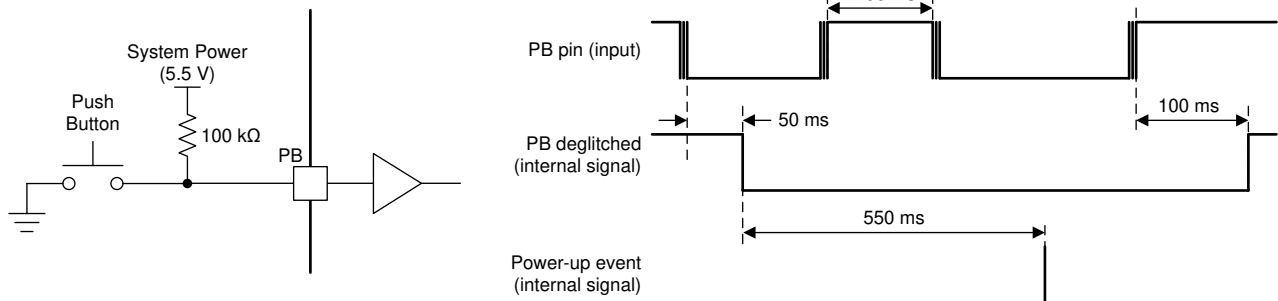 System Power
(5.5 V)
Push
Button
100 kΩ
PB
PB pin (input)
100 ms
PB deglitched
(internal signal)
50 ms
550 ms
Power-up event
(internal signal)